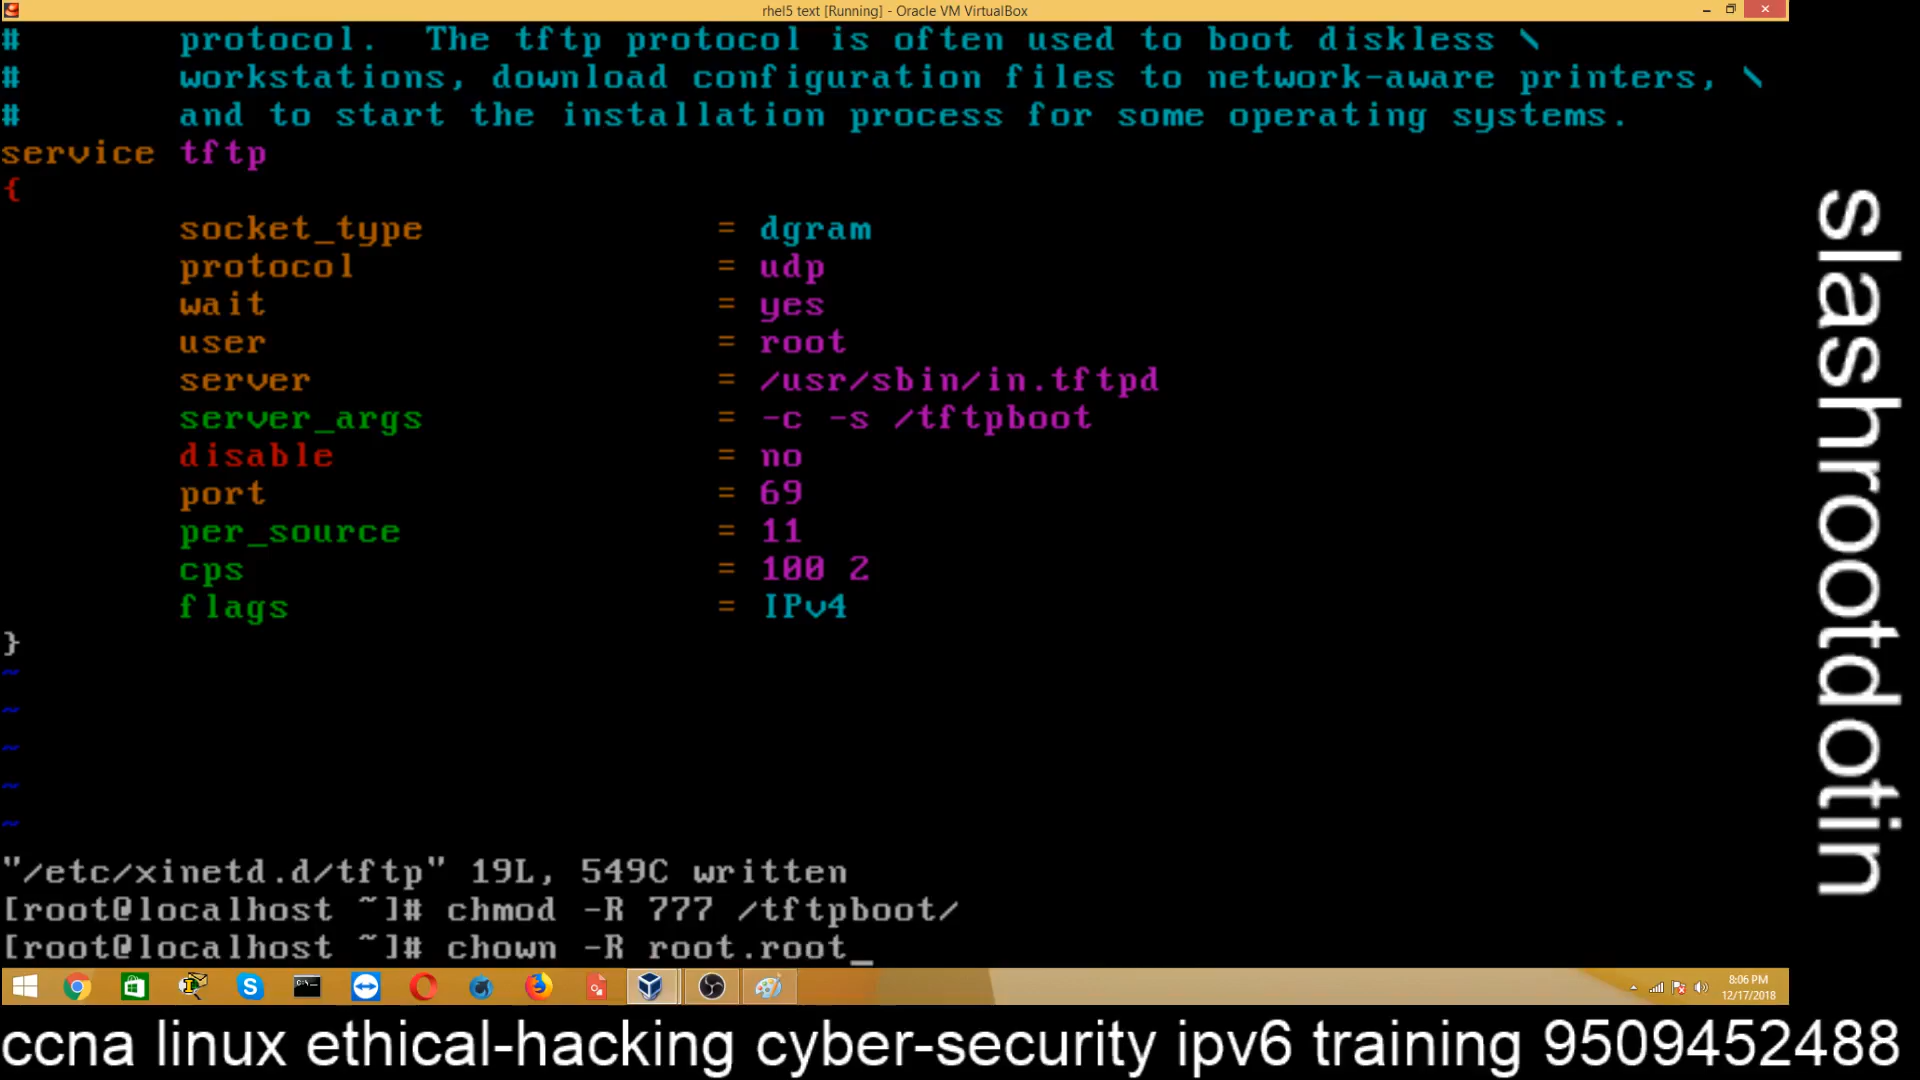 rhel5 text [Running] - Oracle VM VirtualBox
# protocol. The tftp protocol is often used to boot diskless \
# workstations, download configuration files to network-aware printers, \
# and to start the installation process for some operating systems.
service tftp
{
socket_type = dgram
protocol = udp
wait = yes
user = root
server = /usr/sbin/in.tftpd
server_args = -c -s /tftpboot
disable = no
port = 69
per_source = 11
cps = 100 2
flags = IPv4
}
~
~
~
~
~
"/etc/xinetd.d/tftp" 19L, 549C written
[root@localhost ~]# chmod -R 777 /tftpboot/
[root@localhost ~]# chown -R root.root_
8:06 PM
12/17/2018
slashrootdotin
ccna linux ethical-hacking cyber-security ipv6 training 9509452488